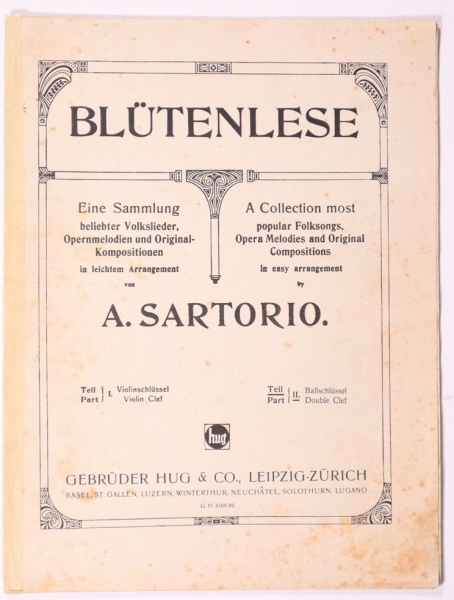 BLÜTENLESE
Eine Sammlung
beliebter Volkslieder,
Opernmelodien und Original-
Kompositionen
in leichtem Arrangement
von
A Collection most
popular Folksongs,
Opera Melodies and Original
Compositions
in easy arrangement
by
A. SARTORIO.
Teil
Part
I.
Violinschlüssel
Violin Clef
Teil
Part
II.
Baßschlüssel
Double Clef
hug
GEBRÜDER HUG & CO., LEIPZIG-ZÜRICH
BASEL, ST. GALLEN, LUZERN, WINTERTHUR, NEUCHÂTEL, SOLOTHURN, LUGANO
G. H.